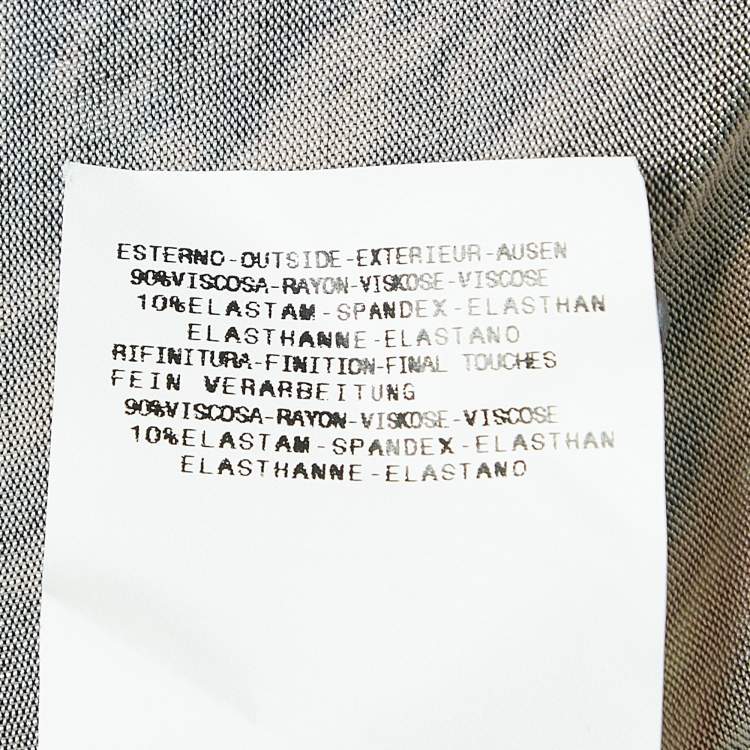 ESTERNO-OUTSIDE-EXTERIEUR-AUSEN
90%VISCOSA-RAYON-VISKOSE-VISCOSE
10%ELASTAM-SPANDEX-ELASTHAN
ELASTHANNE-ELASTANO
RIFINITURA-FINITION-FINAL TOUCHES
FEIN VERARBEITUNG
90%VISCOSA-RAYON-VISKOSE-VISCOSE
10%ELASTAM-SPANDEX-ELASTHAN
ELASTHANNE-ELASTANO